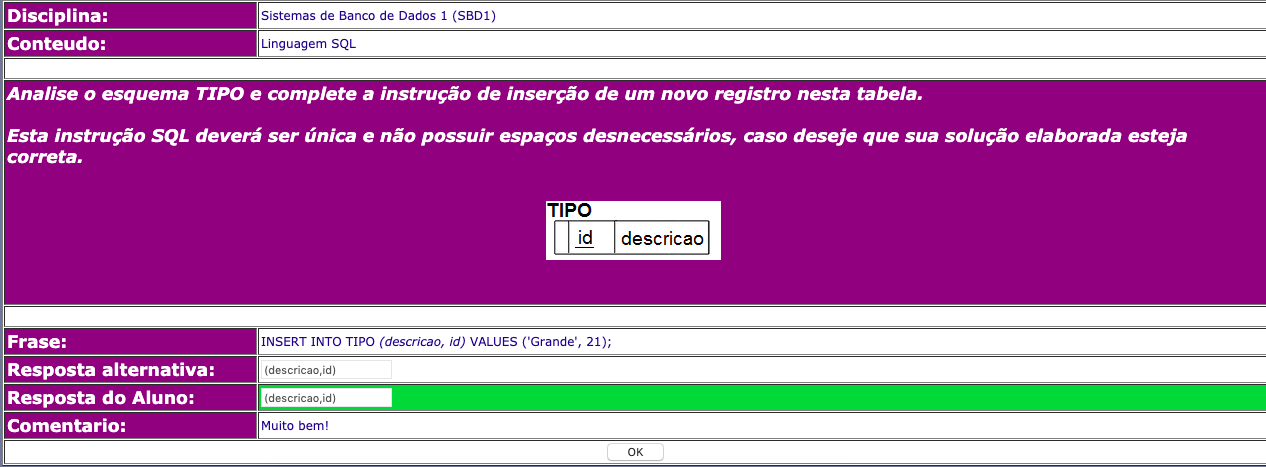 Disciplina: Sistemas de Banco de Dados 1 (SBD1)
Conteudo: Linguagem SQL
Analise o esquema TIPO e complete a instrução de inserção de um novo registro nesta tabela.
Esta instrução SQL deverá ser única e não possuir espaços desnecessários, caso deseje que sua solução elaborada esteja
correta.
TIPO
id descricao
Frase: INSERT INTO TIPO (descricao, id) VALUES ('Grande', 21);
Resposta alternativa: (descricao,id)
Resposta do Aluno: (descricao,id)
Comentario: Muito bem!
OK